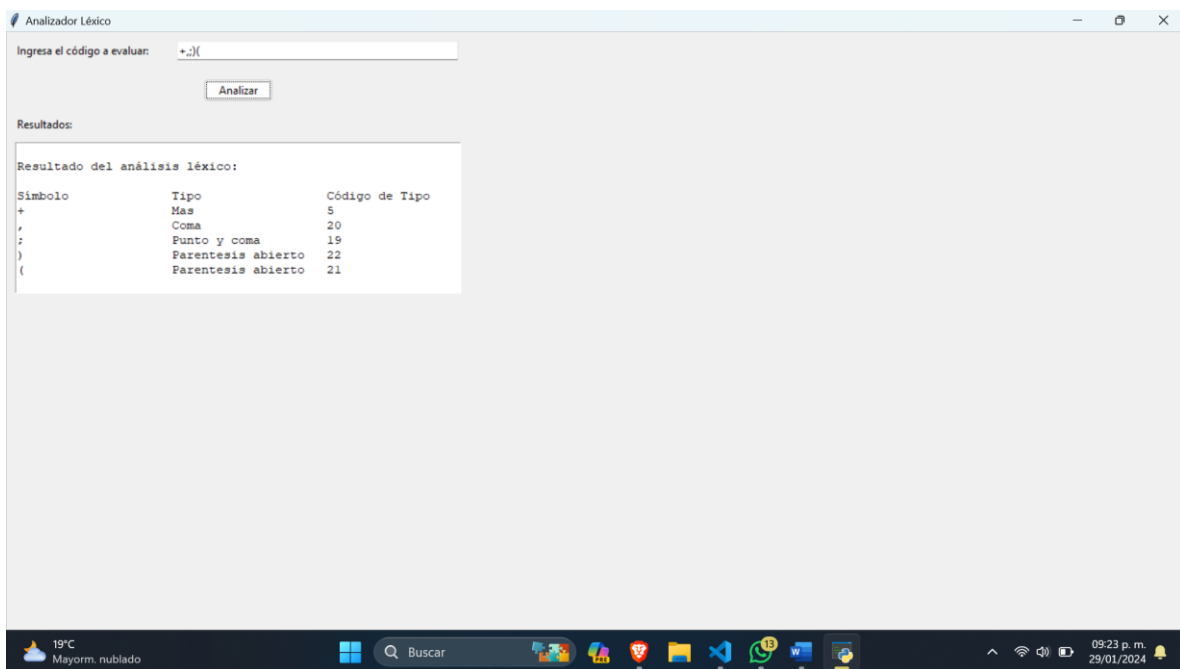 Analizador Léxico
Ingresa el código a evaluar: +,;)(
Analizar
Resultados:
Resultado del análisis léxico:
Símbolo Tipo Código de Tipo
+ Mas 5
, Coma 20
; Punto y coma 19
) Parentesis abierto 22
( Parentesis abierto 21
19°C
Mayorm. nublado
Buscar
PRE
13
09:23 p. m.
29/01/2024